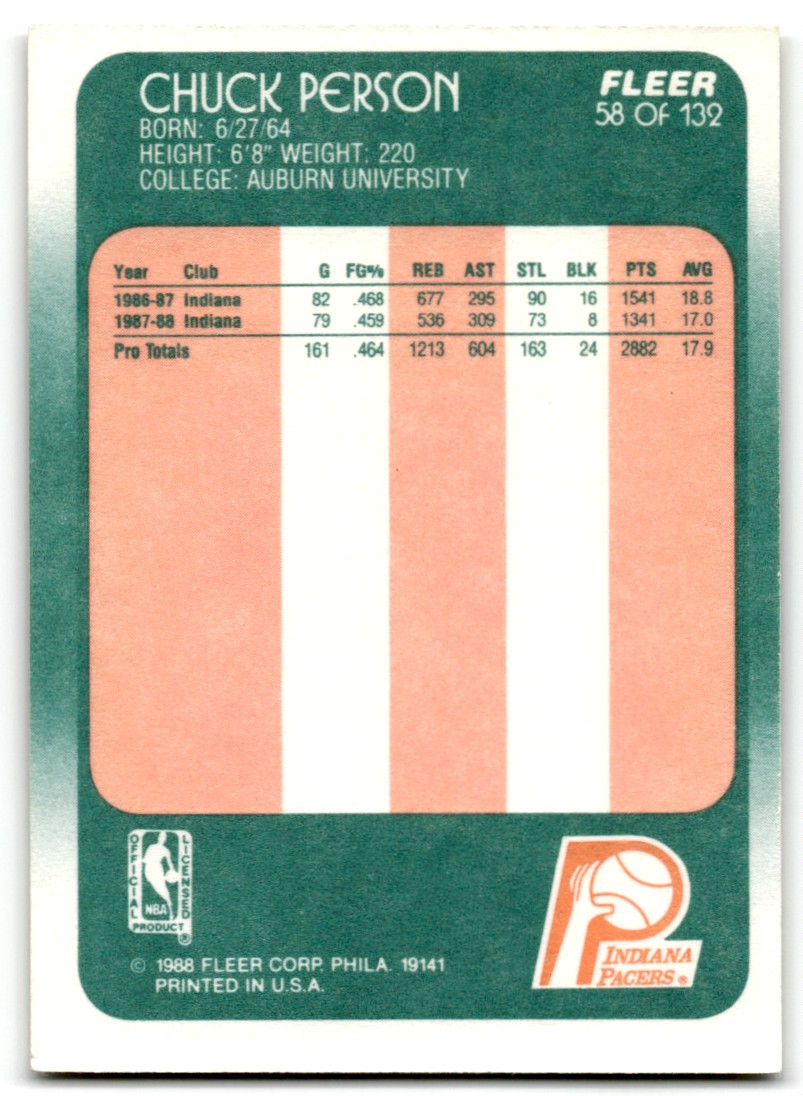 CHUCK PERSON
BORN: 6/27/64
HEIGHT: 6'8" WEIGHT: 220
COLLEGE: AUBURN UNIVERSITY
FLEER
58 OF 132
Year Club G FG% REB AST STL BLK PTS AVG
1986-87 Indiana 82 .468 677 295 90 16 1541 18.8
1987-88 Indiana 79 .459 536 309 73 8 1341 17.0
Pro Totals 161 .464 1213 604 163 24 2882 17.9
OFFICIAL
LICENSED
NBA
PRODUCT
®
© 1988 FLEER CORP. PHILA. 19141
PRINTED IN U.S.A.
INDIANA
PACERS ®